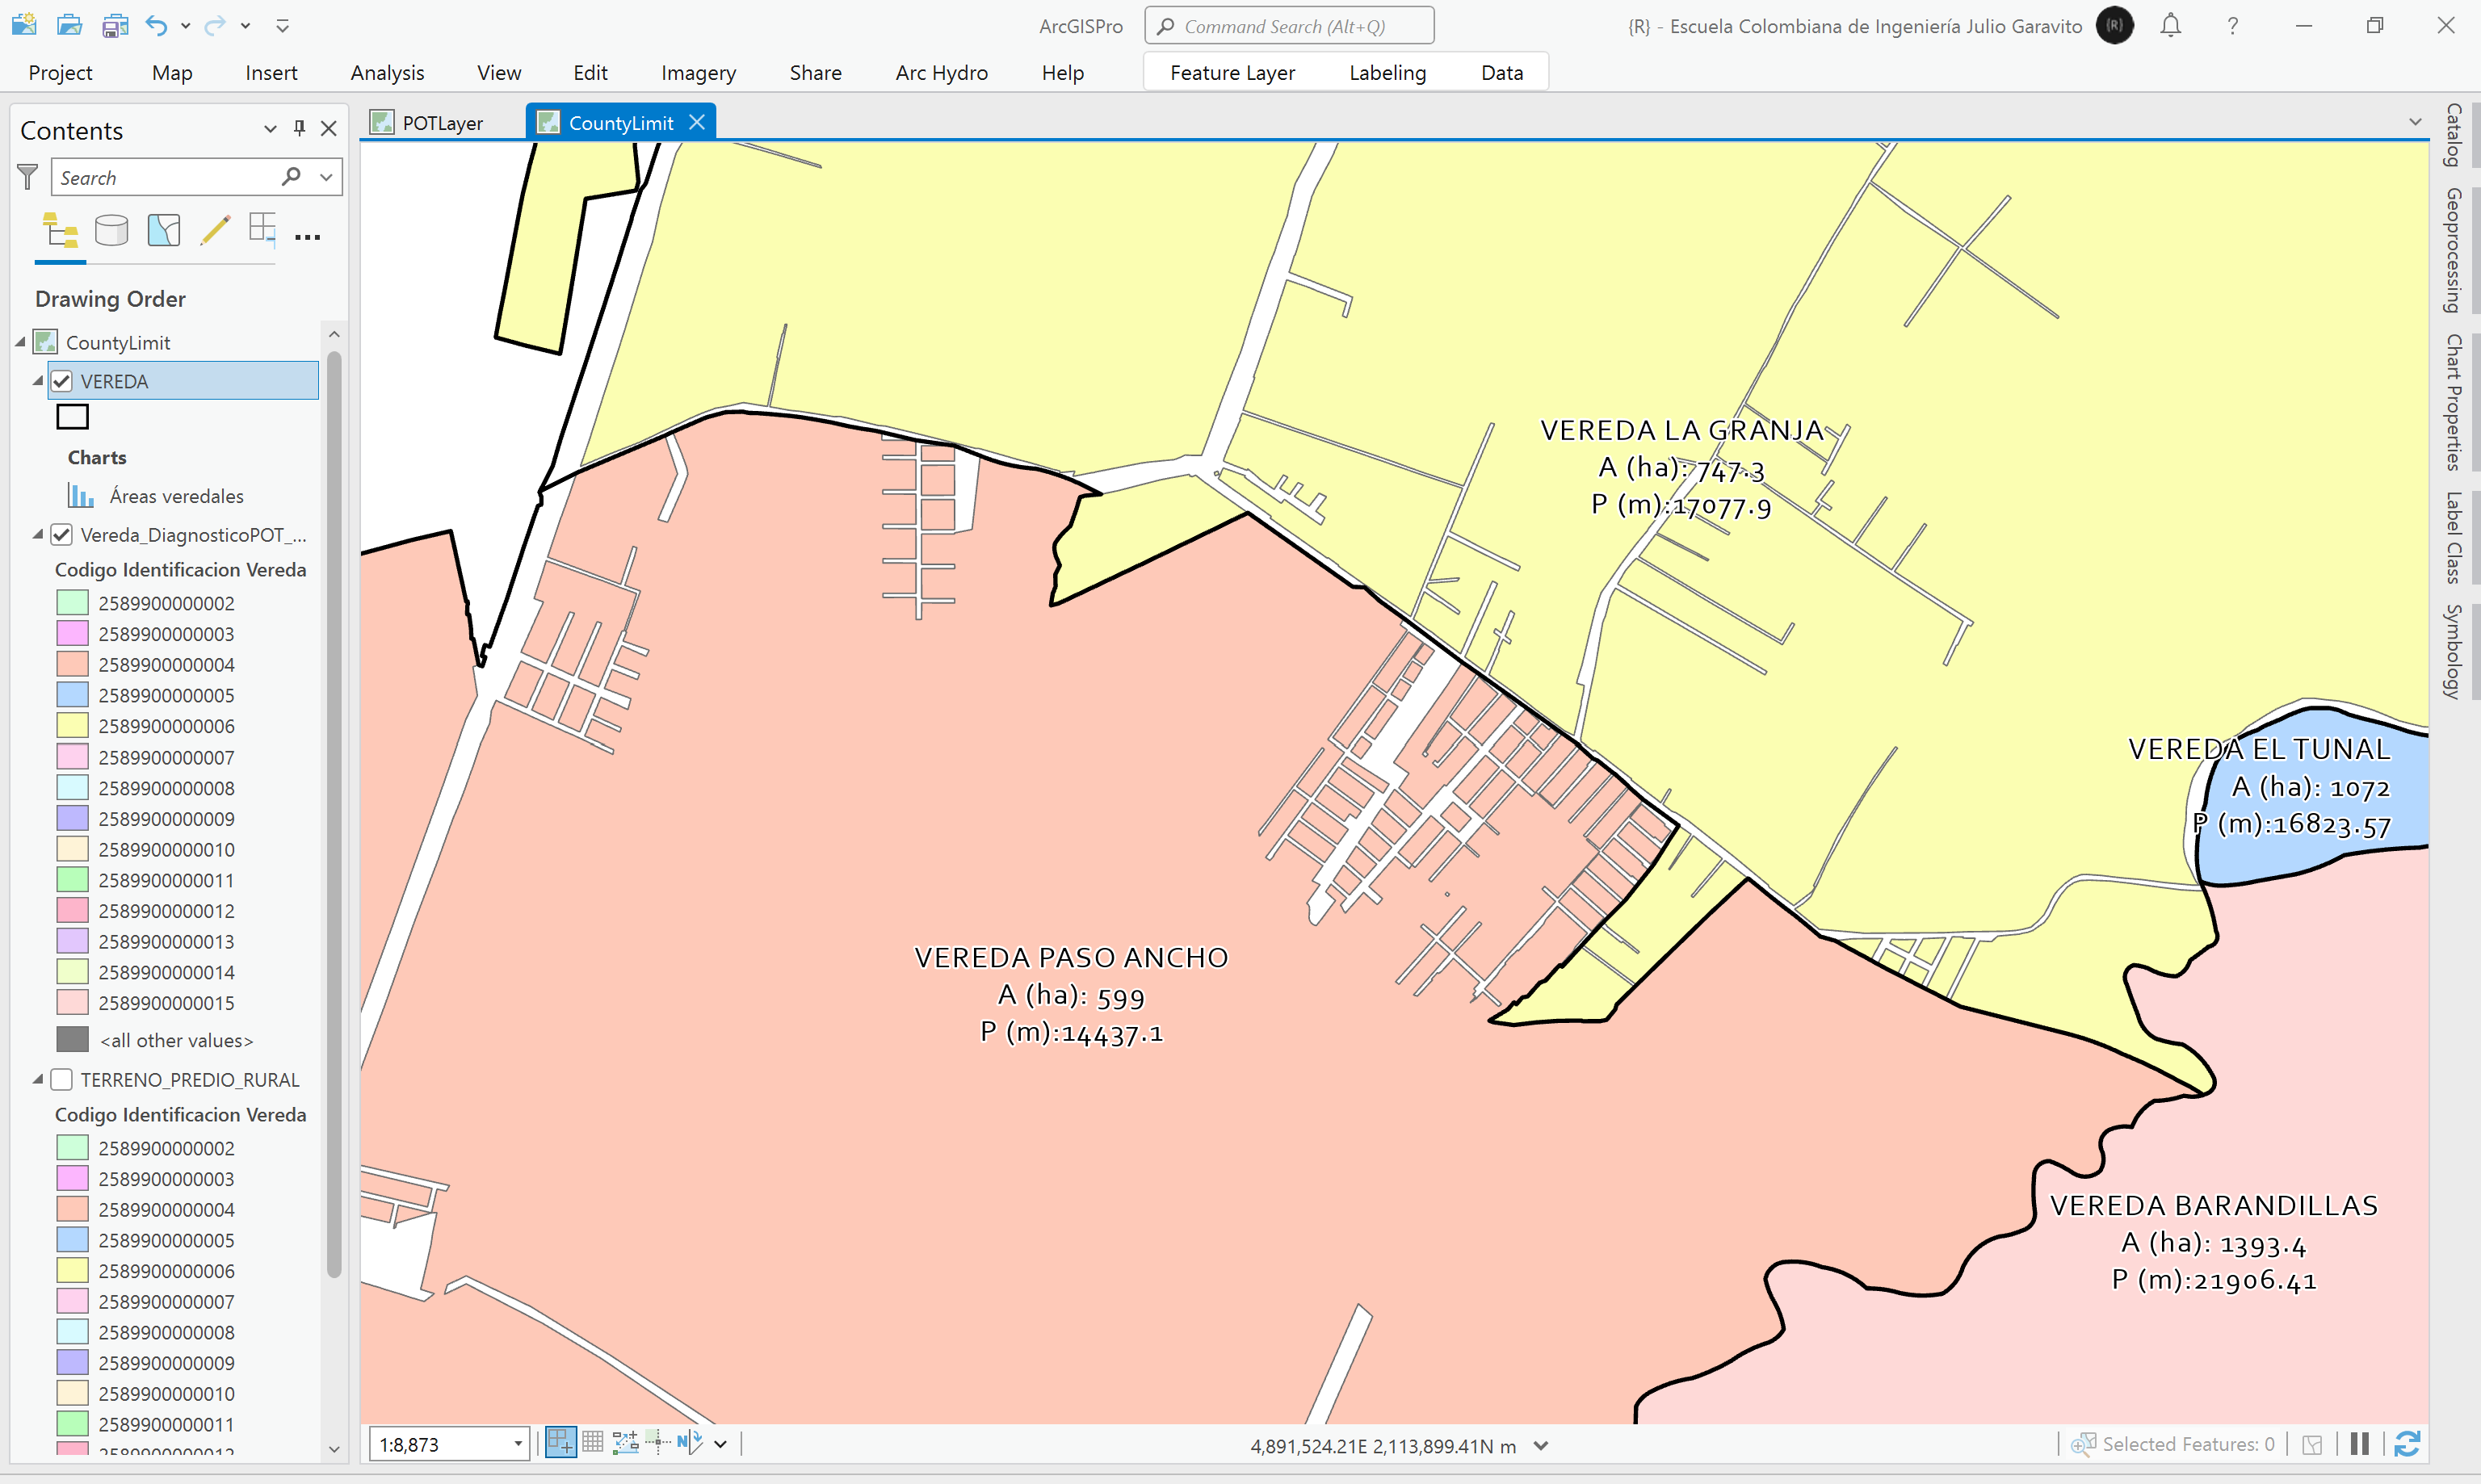 ArcGISPro
Command Search (Alt+Q)
{R} - Escuela Colombiana de Ingeniería Julio Garavito
{R}
Project Map Insert Analysis View Edit Imagery Share Arc Hydro Help Feature Layer Labeling Data
Contents
Search
Drawing Order
CountyLimit
VEREDA
Charts
Áreas veredales
Vereda_DiagnosticoPOT_...
Codigo Identificacion Vereda
2589900000002
2589900000003
2589900000004
2589900000005
2589900000006
2589900000007
2589900000008
2589900000009
2589900000010
2589900000011
2589900000012
2589900000013
2589900000014
2589900000015
<all other values>
TERRENO_PREDIO_RURAL
Codigo Identificacion Vereda
2589900000002
2589900000003
2589900000004
2589900000005
2589900000006
2589900000007
2589900000008
2589900000009
2589900000010
2589900000011
2589900000012
POTLayer
CountyLimit
VEREDA LA GRANJA
A (ha): 747.3
P (m):17077.9
VEREDA EL TUNAL
A (ha): 1072
P (m):16823.57
VEREDA PASO ANCHO
A (ha): 599
P (m):14437.1
VEREDA BARANDILLAS
A (ha): 1393.4
P (m):21906.41
Catalog
Geoprocessing
Chart Properties
Label Class
Symbology
1:8,873
N
4,891,524.21E 2,113,899.41N m
Selected Features: 0